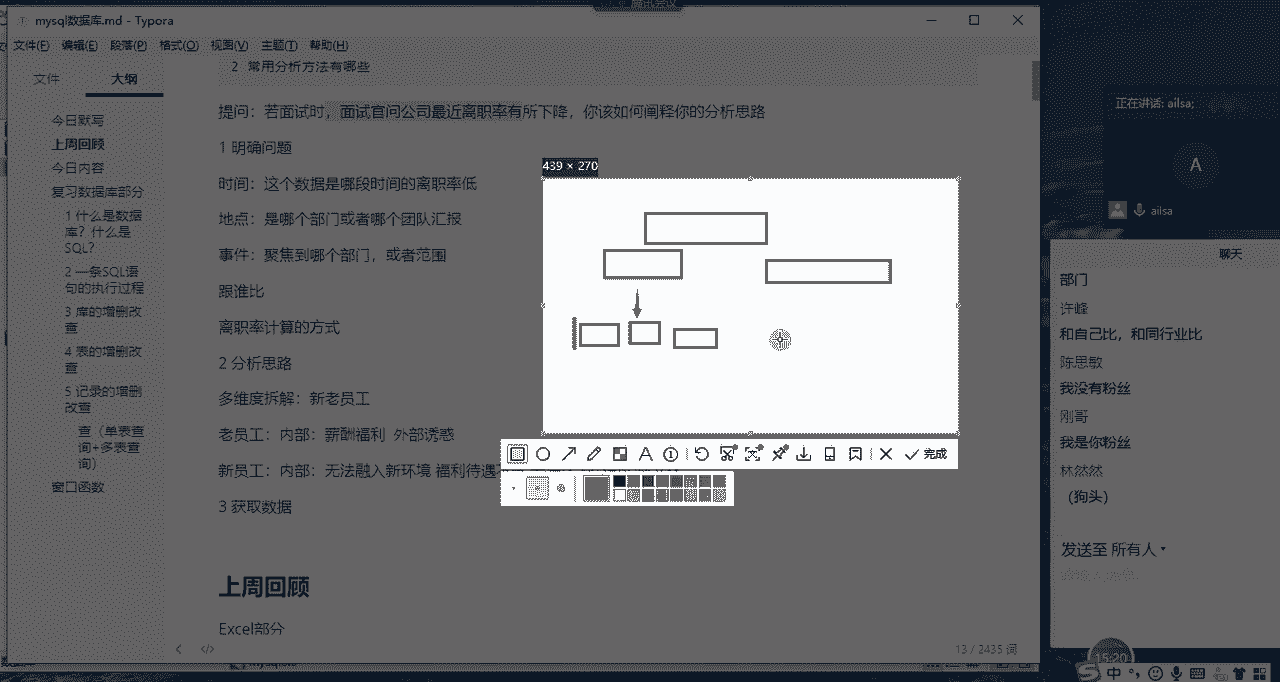 腾讯会议
mysql数据库.md - Typora
文件(F) 编辑(E) 段落(P) 格式(O) 视图(V) 主题(T) 帮助(H)
文件 大纲
今日默写
上周回顾
今日内容
复习数据库部分
1 什么是数据
库？什么是
SQL?
2 一条SQL语
句的执行过程
3 库的增删改
查
4 表的增删改
查
5 记录的增删
改查
查（单表查
询+多表查
询）
窗口函数
2 常用分析方法有哪些
提问：若面试时，面试官问公司最近离职率有所下降，你该如何阐释你的分析思路
1 明确问题
时间：这个数据是哪段时间的离职率低
地点：是哪个部门或者哪个团队汇报
事件：聚焦到哪个部门，或者范围
跟谁比
离职率计算的方式
2 分析思路
多维度拆解：新老员工
老员工：内部：薪酬福利 外部诱惑
新员工：内部：无法融入新环境 福利待遇
3 获取数据
上周回顾
Excel部分
13 / 2435 词
439 × 270
完成
正在讲话: ailsa;
A
ailsa
聊天
部门
许峰
和自己比，和同行业比
陈思敏
我没有粉丝
刚哥
我是你粉丝
林然然
（狗头）
发送至 所有人
15:20
中